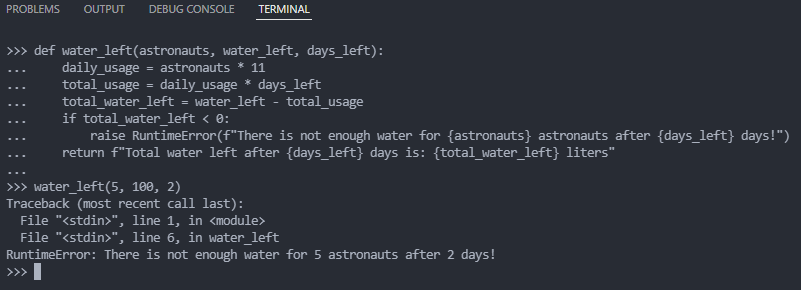 PROBLEMS OUTPUT DEBUG CONSOLE TERMINAL
>>> def water_left(astronauts, water_left, days_left):
...     daily_usage = astronauts * 11
...     total_usage = daily_usage * days_left
...     total_water_left = water_left - total_usage
...     if total_water_left < 0:
...         raise RuntimeError(f"There is not enough water for {astronauts} astronauts after {days_left} days!")
...     return f"Total water left after {days_left} days is: {total_water_left} liters"
...
>>> water_left(5, 100, 2)
Traceback (most recent call last):
  File "<stdin>", line 1, in <module>
  File "<stdin>", line 6, in water_left
RuntimeError: There is not enough water for 5 astronauts after 2 days!
>>>